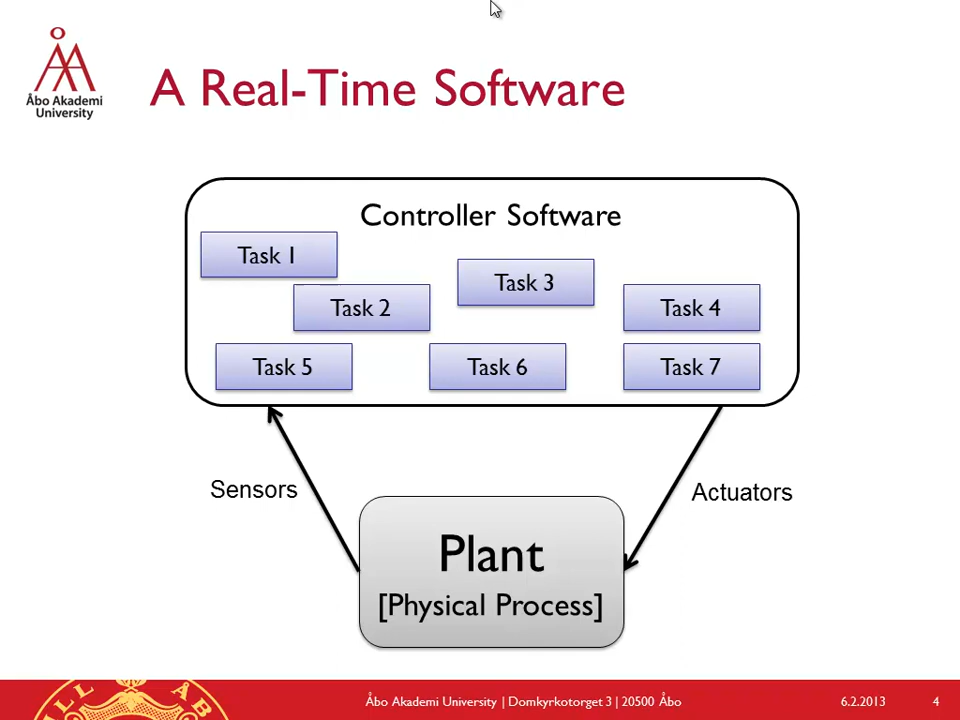 Åbo Akademi
University
A Real-Time Software
Controller Software
Task 1
Task 2
Task 3
Task 4
Task 5
Task 6
Task 7
Sensors
Actuators
Plant
[Physical Process]
Åbo Akademi University | Domkyrkotorget 3 | 20500 Åbo
6.2.2013
4